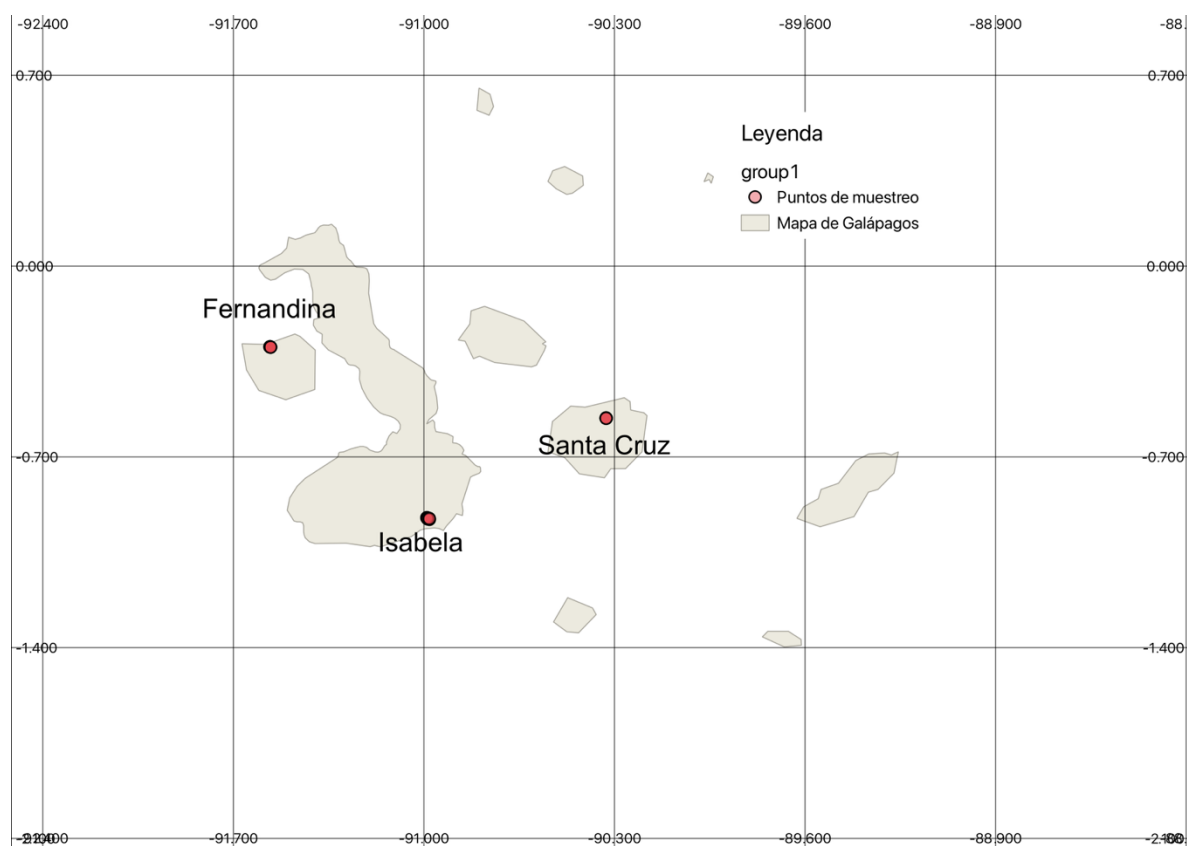 -92.400 -91.700 -91.000 -90.300 -89.600 -88.900 -88.
0.700 0.700
Leyenda
group1
Puntos de muestreo
Mapa de Galápagos
0.000 0.000
Fernandina
Santa Cruz
-0.700 -0.700
Isabela
-1.400 -1.400
-91.700 -91.000 -90.300 -89.600 -88.900